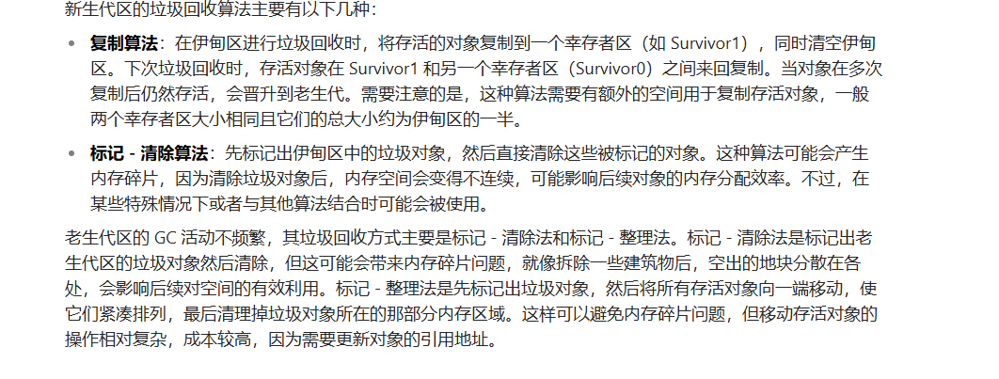 新生代区的垃圾回收算法主要有以下几种：
• 复制算法：在伊甸区进行垃圾回收时，将存活的对象复制到一个幸存者区（如 Survivor1），同时清空伊甸
区。下次垃圾回收时，存活对象在 Survivor1 和另一个幸存者区（Survivor0）之间来回复制。当对象在多次
复制后仍然存活，会晋升到老生代。需要注意的是，这种算法需要有额外的空间用于复制存活对象，一般
两个幸存者区大小相同且它们的总大小约为伊甸区的一半。
• 标记 - 清除算法：先标记出伊甸区中的垃圾对象，然后直接清除这些被标记的对象。这种算法可能会产生
内存碎片，因为清除垃圾对象后，内存空间会变得不连续，可能影响后续对象的内存分配效率。不过，在
某些特殊情况下或者与其他算法结合时可能会被使用。
老生代区的 GC 活动不频繁，其垃圾回收方式主要是标记 - 清除法和标记 - 整理法。标记 - 清除法是标记出老
生代区的垃圾对象然后清除，但这可能会带来内存碎片问题，就像拆除一些建筑物后，空出的地块分散在各
处，会影响后续对空间的有效利用。标记 - 整理法是先标记出垃圾对象，然后将所有存活对象向一端移动，使
它们紧凑排列，最后清理掉垃圾对象所在的那部分内存区域。这样可以避免内存碎片问题，但移动存活对象的
操作相对复杂，成本较高，因为需要更新对象的引用地址。